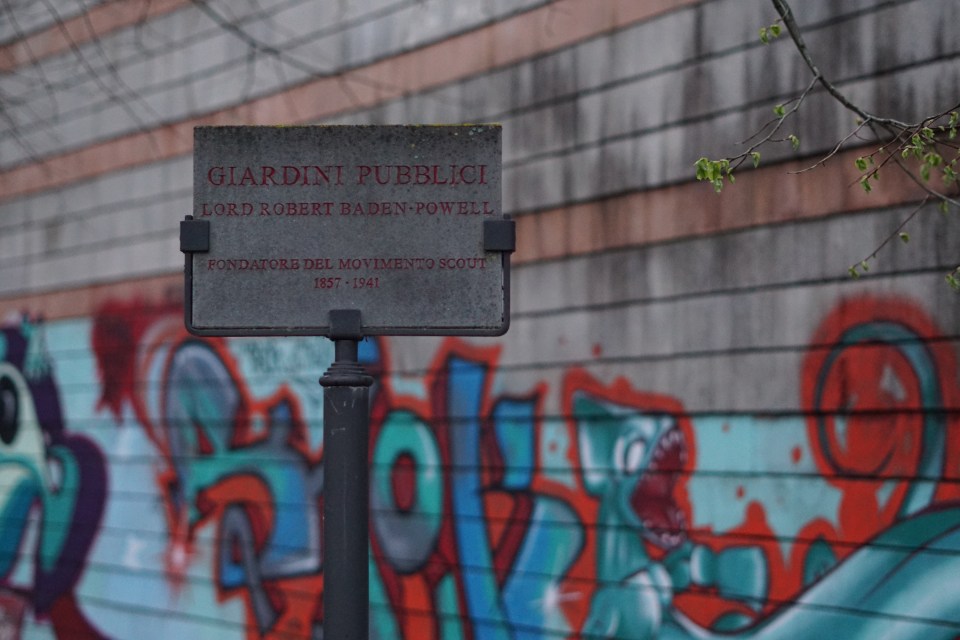 GIARDINI PUBBLICI
LORD ROBERT BADEN-POWELL
FONDATORE DEL MOVIMENTO SCOUT
1857 · 1941